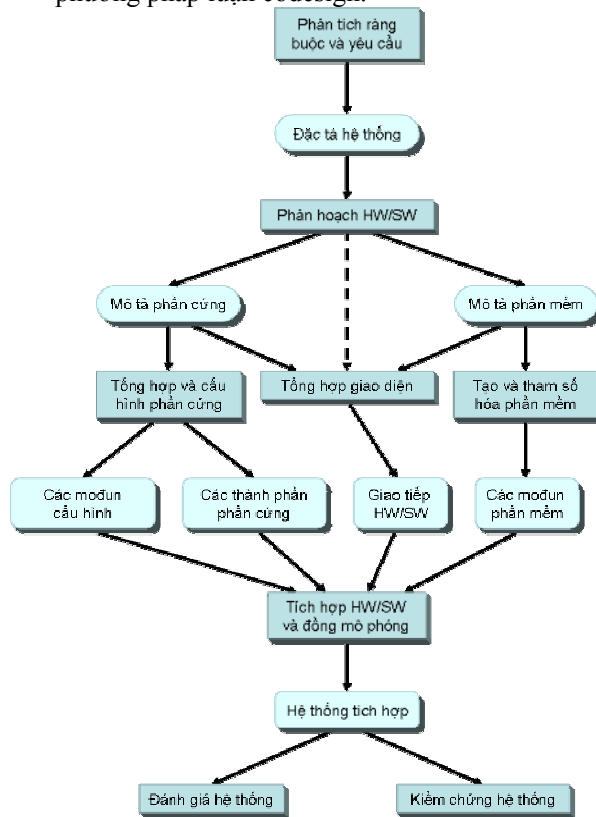 phương pháp luận codesign.
Phân tích ràng
buộc và yêu cầu
Đặc tả hệ thống
Phân hoạch HW/SW
Mô tả phần cứng
Mô tả phần mềm
Tổng hợp và cấu
hình phần cứng
Tổng hợp giao diện
Tạo và tham số
hóa phần mềm
Các mođun
cấu hình
Các thành phần
phần cứng
Giao tiếp
HW/SW
Các mođun
phần mềm
Tích hợp HW/SW
và đồng mô phỏng
Hệ thống tích hợp
Đánh giá hệ thống
Kiểm chứng hệ thống